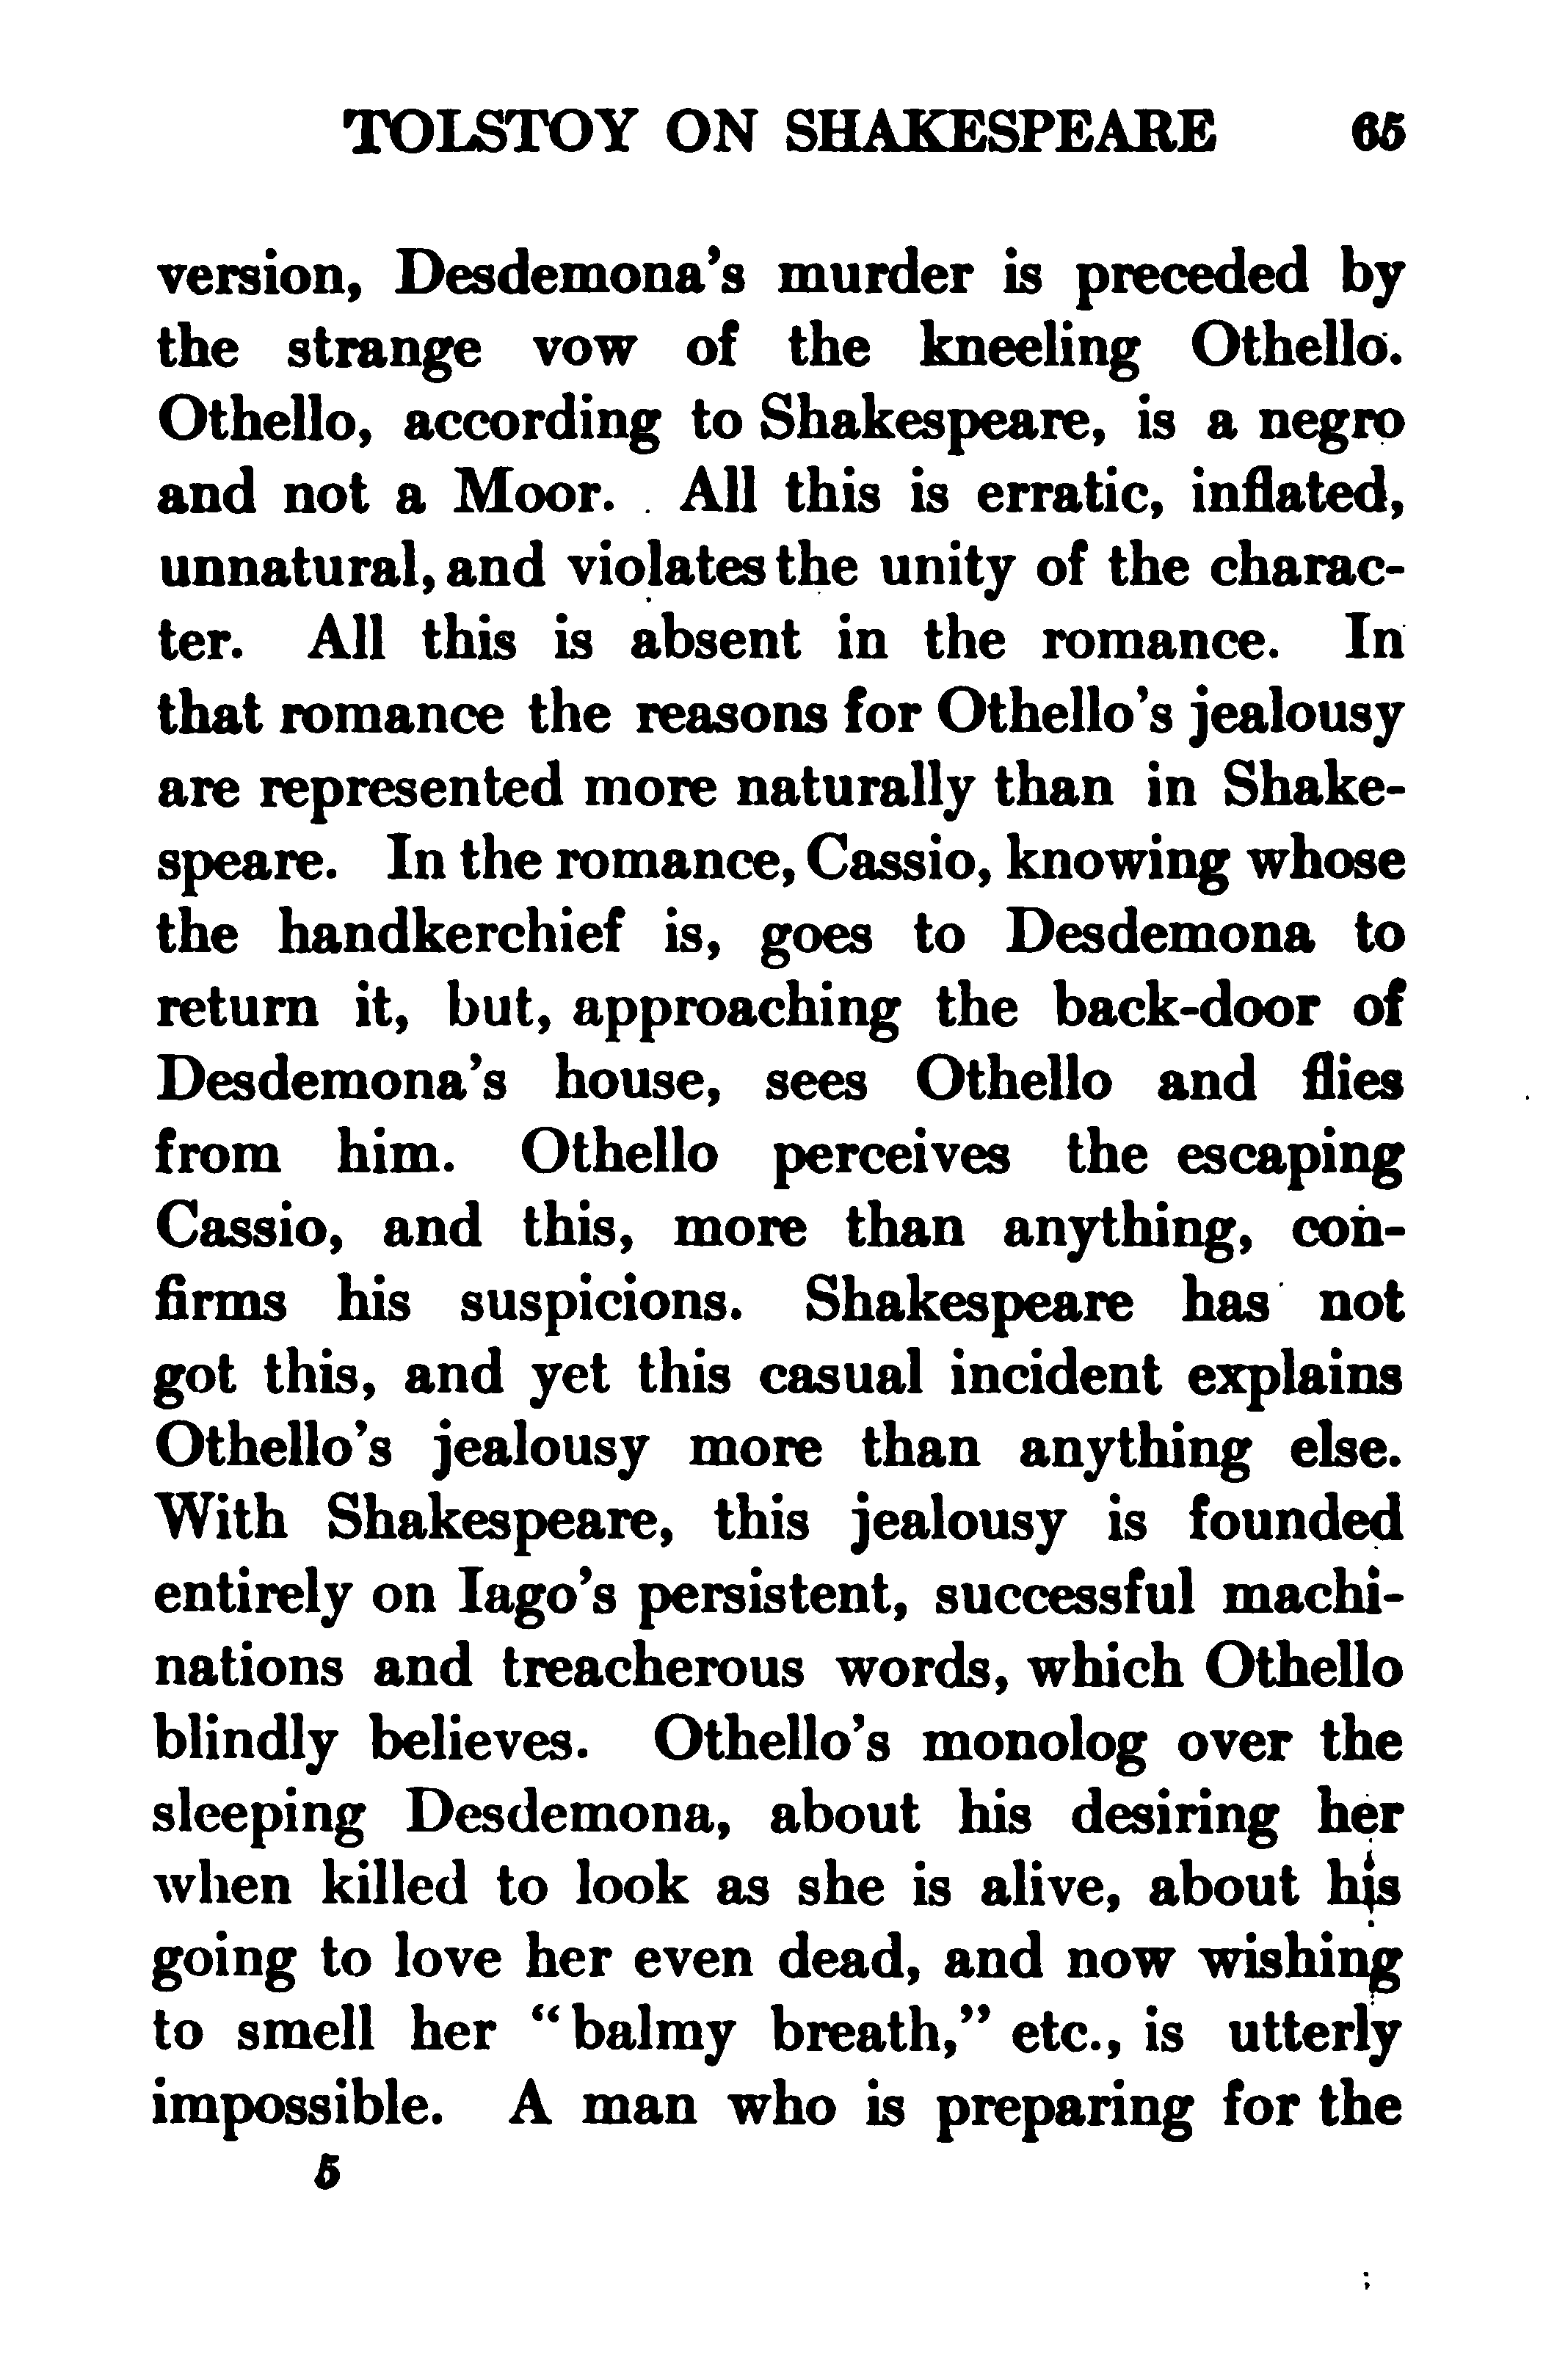 TOLSTOY ON SHAKESPEARE 65
version, Desdemona's murder is preceded by
the strange vow of the kneeling Othello.
Othello, according to Shakespeare, is a negro
and not a Moor. All this is erratic, inflated,
unnatural, and violates the unity of the charac-
ter. All this is absent in the romance. In
that romance the reasons for Othello's jealousy
are represented more naturally than in Shake-
speare. In the romance, Cassio, knowing whose
the handkerchief is, goes to Desdemona to
return it, but, approaching the back-door of
Desdemona's house, sees Othello and flies
from him. Othello perceives the escaping
Cassio, and this, more than anything, con-
firms his suspicions. Shakespeare has not
got this, and yet this casual incident explains
Othello's jealousy more than anything else.
With Shakespeare, this jealousy is founded
entirely on Iago's persistent, successful machi-
nations and treacherous words, which Othello
blindly believes. Othello's monolog over the
sleeping Desdemona, about his desiring her
when killed to look as she is alive, about his
going to love her even dead, and now wishing
to smell her "balmy breath," etc., is utterly
impossible. A man who is preparing for the
5